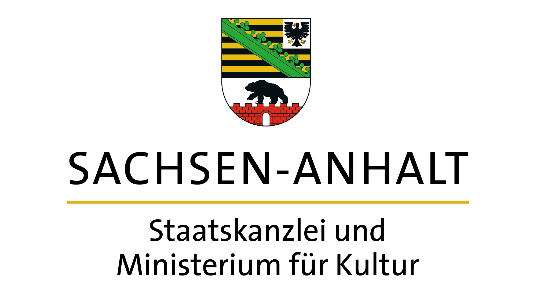 SACHSEN-ANHALT
Staatskanzlei und
Ministerium für Kultur